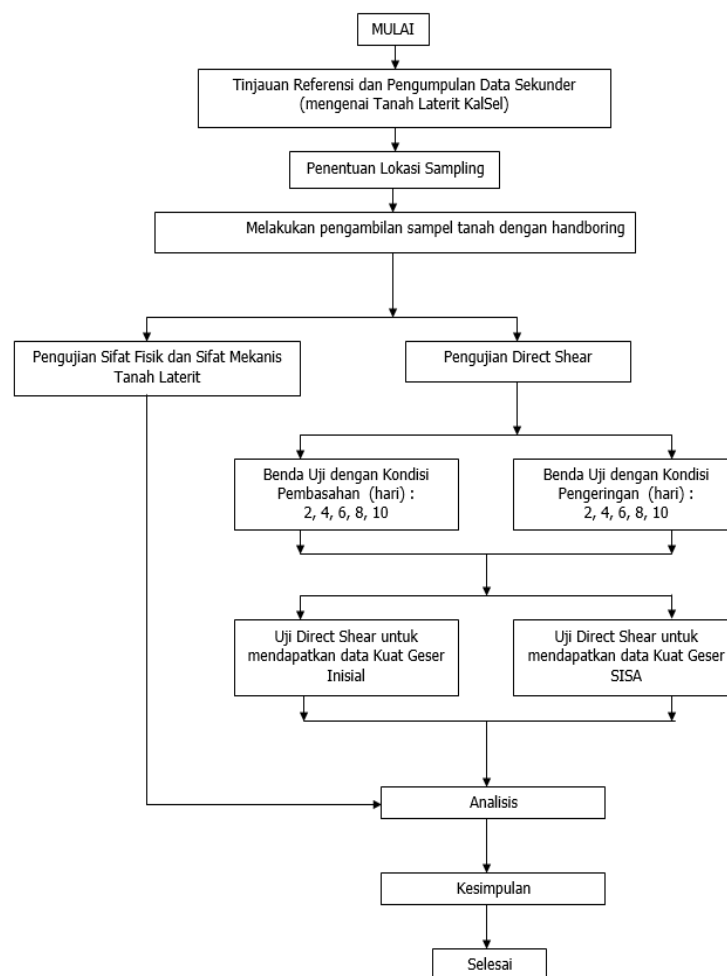 MULAI
Tinjauan Referensi dan Pengumpulan Data Sekunder
(mengenai Tanah Laterit KalSel)
Penentuan Lokasi Sampling
Melakukan pengambilan sampel tanah dengan handboring
Pengujian Sifat Fisik dan Sifat Mekanis
Tanah Laterit
Pengujian Direct Shear
Benda Uji dengan Kondisi
Pembasahan (hari) :
2, 4, 6, 8, 10
Benda Uji dengan Kondisi
Pengeringan (hari) :
2, 4, 6, 8, 10
Uji Direct Shear untuk
mendapatkan data Kuat Geser
Inisial
Uji Direct Shear untuk
mendapatkan data Kuat Geser
SISA
Analisis
Kesimpulan
Selesai